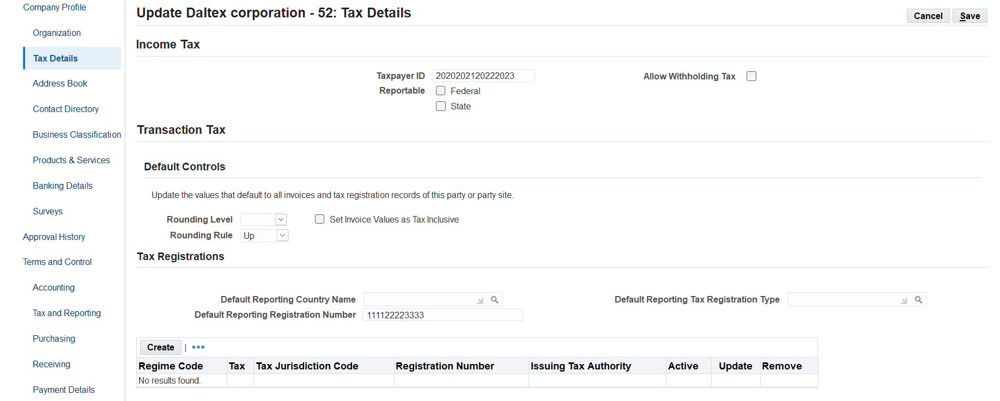 Company Profile
Organization
Tax Details
Address Book
Contact Directory
Business Classification
Products & Services
Banking Details
Surveys
Approval History
Terms and Control
Accounting
Tax and Reporting
Purchasing
Receiving
Payment Details
Update Daltex corporation - 52: Tax Details
Cancel Save
Income Tax
Taxpayer ID 2020202120222023 Allow Withholding Tax
Reportable Federal
State
Transaction Tax
Default Controls
Update the values that default to all invoices and tax registration records of this party or party site.
Rounding Level Set Invoice Values as Tax Inclusive
Rounding Rule Up
Tax Registrations
Default Reporting Country Name Default Reporting Tax Registration Type
Default Reporting Registration Number 111122223333
Create | •••
Regime Code Tax Tax Jurisdiction Code Registration Number Issuing Tax Authority Active Update Remove
No results found.